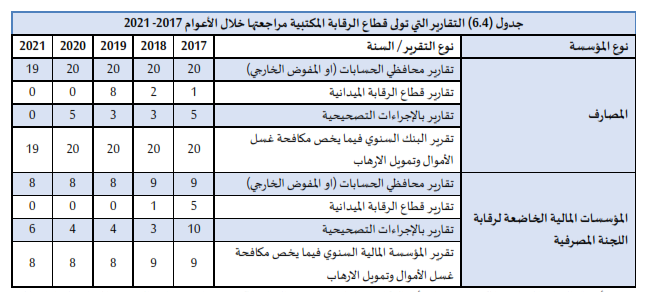 جدول (6.4) التقارير التي تولى قطاع الرقابة المكتبية مراجعتها خلال الأعوام 2017- 2021
نوع المؤسسة نوع التقرير/ السنة 2017 2018 2019 2020 2021
المصارف
تقارير محافظي الحسابات (او المفوض الخارجي) 20 20 20 20 19
تقارير قطاع الرقابة الميدانية 1 2 8 0 0
تقارير بالإجراءات التصحيحية 5 3 3 5 0
تقرير البنك السنوي فيما يخص مكافحة غسل
الأموال وتمويل الارهاب 20 20 20 20 19
المؤسسات المالية الخاضعة لرقابة
اللجنة المصرفية
تقارير محافظي الحسابات (او المفوض الخارجي) 9 9 8 8 8
تقارير قطاع الرقابة الميدانية 5 1 0 0 0
تقارير بالإجراءات التصحيحية 10 3 4 4 6
تقرير المؤسسة المالية السنوي فيما يخص مكافحة
غسل الأموال وتمويل الارهاب 9 9 8 8 8